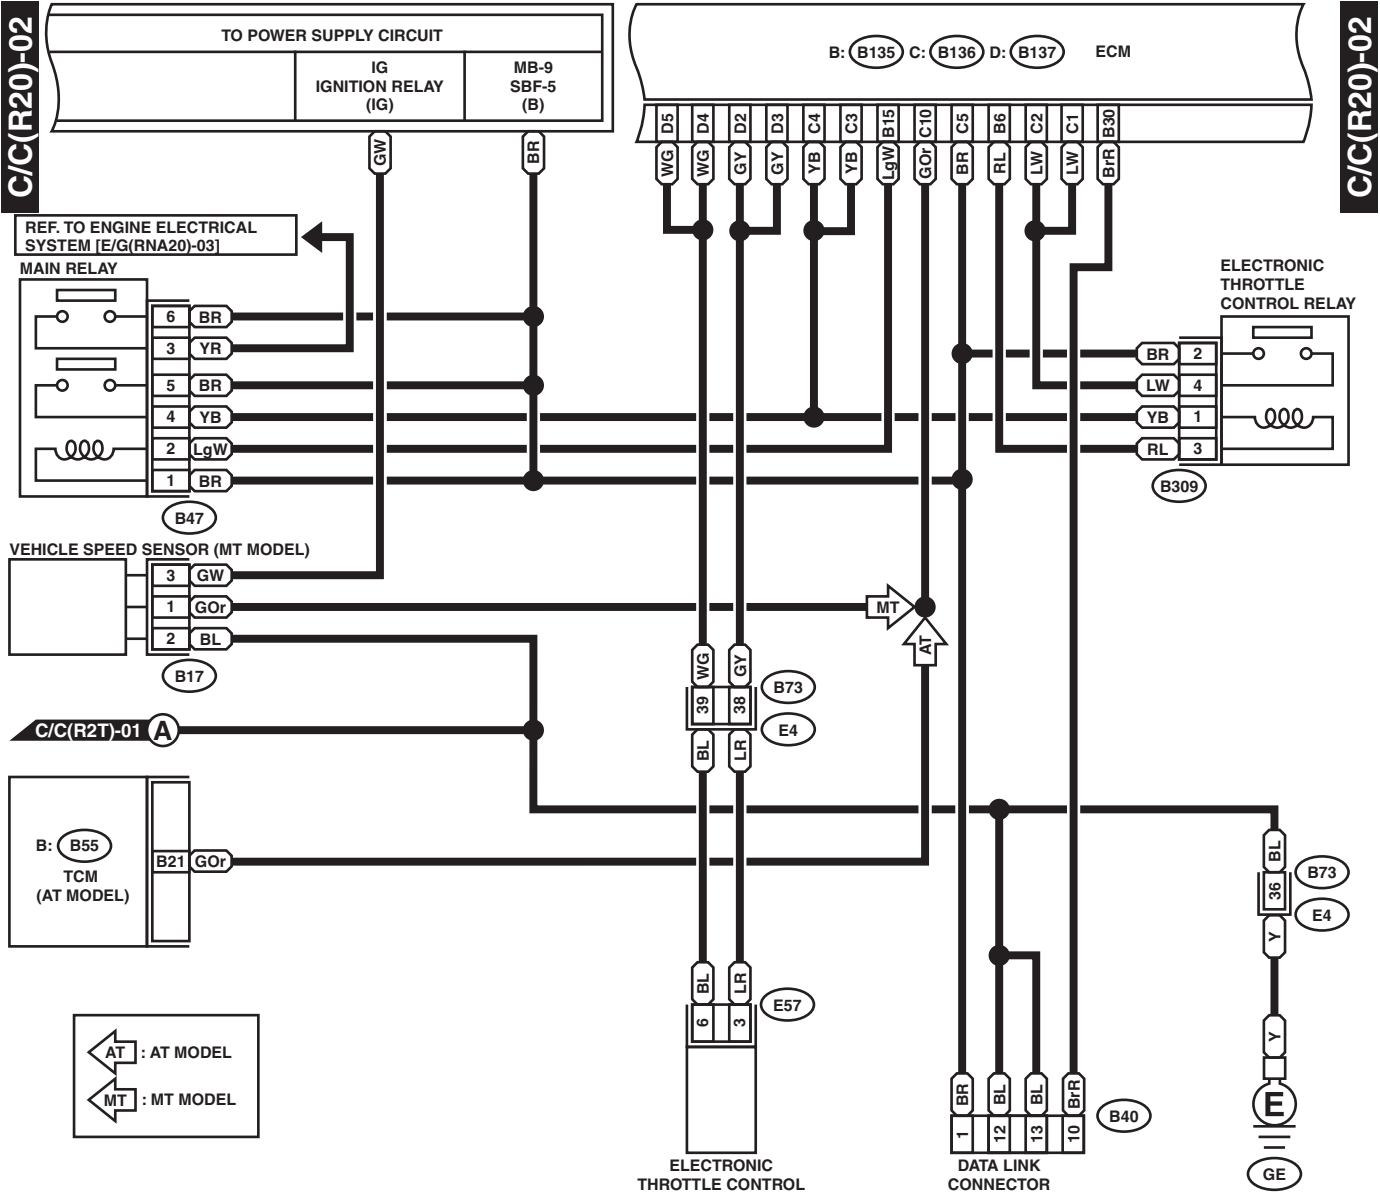 C/C(R20)-02
C/C(R20)-02
TO POWER SUPPLY CIRCUIT
IG
IGNITION RELAY
(IG)
MB-9
SBF-5
(B)
GW
BR
B: B135 C: B136 D: B137 ECM
D5 D4 D2 D3 C4 C3 B15 C10 C5 B6 C2 C1 B30
WG WG GY GY YB YB LgW GOr BR RL LW LW BrR
REF. TO ENGINE ELECTRICAL
SYSTEM [E/G(RNA20)-03]
MAIN RELAY
6 BR
3 YR
5 BR
4 YB
2 LgW
1 BR
B47
ELECTRONIC
THROTTLE
CONTROL RELAY
BR 2
LW 4
YB 1
RL 3
B309
VEHICLE SPEED SENSOR (MT MODEL)
3 GW
1 GOr
2 BL
B17
MT
AT
WG GY
39 38
B73
E4
BL LR
C/C(R2T)-01 A
B: B55
TCM
(AT MODEL)
B21 GOr
BL
36
B73
E4
Y
Y
E
GE
BL LR
6 3
E57
ELECTRONIC
THROTTLE CONTROL
BR BL BL BrR
1 12 13 10
B40
DATA LINK
CONNECTOR
AT : AT MODEL
MT : MT MODEL